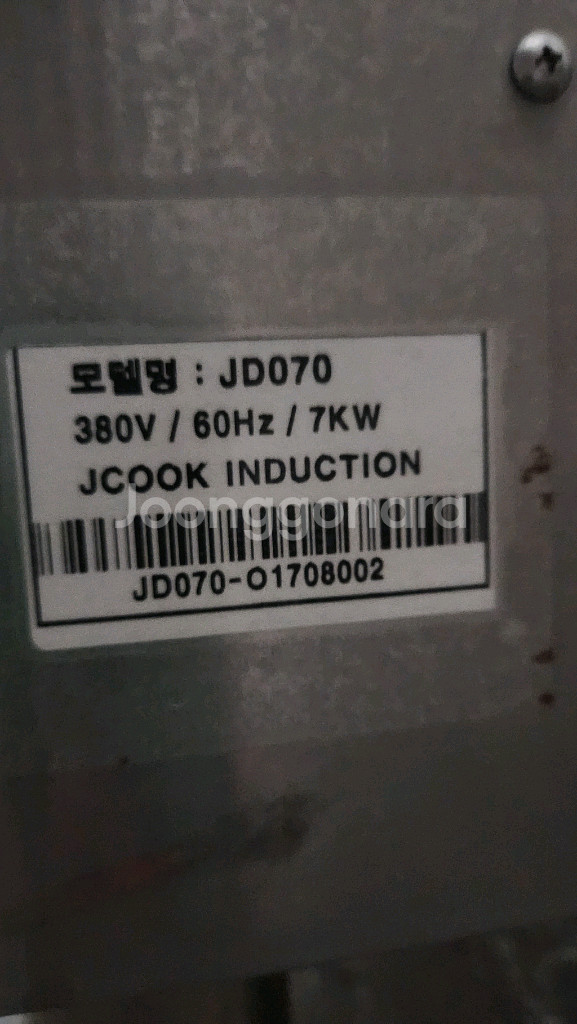 모델명 : JD070
380V / 60Hz / 7KW
JCOOK INDUCTION
Joonggonara
JD070-O1708002